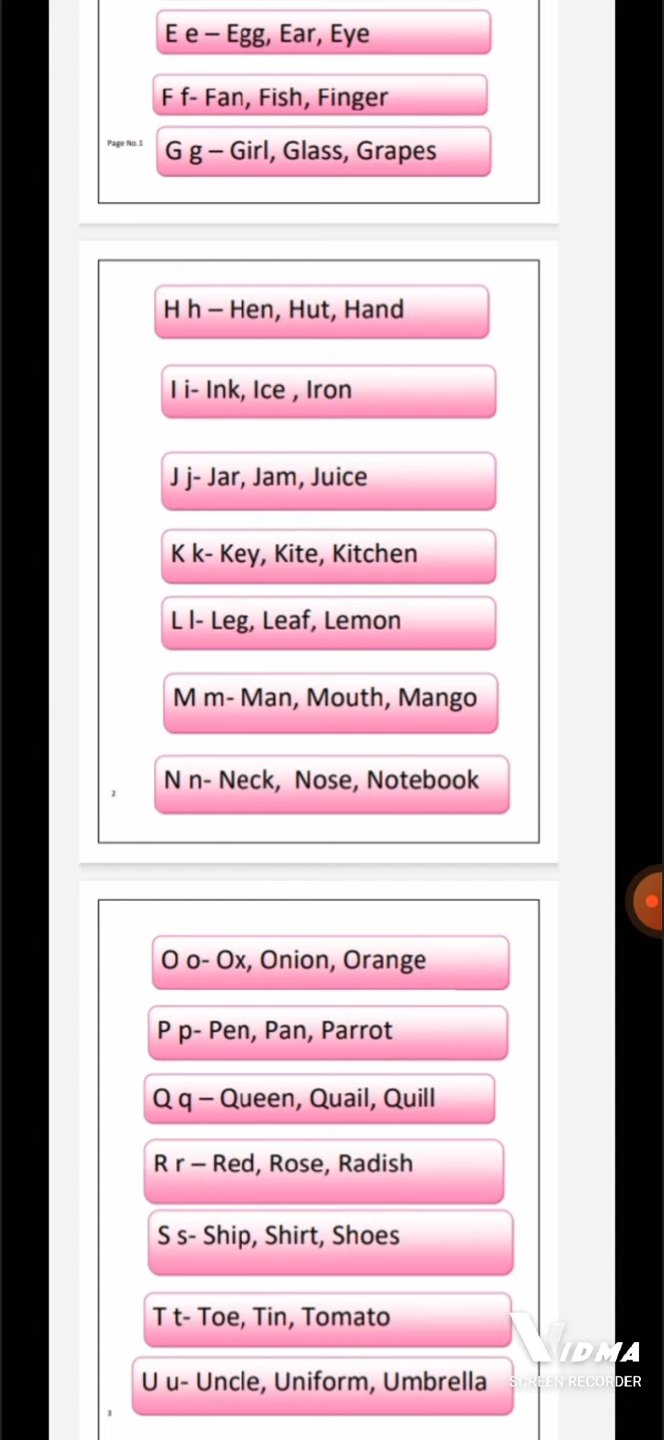 E e – Egg, Ear, Eye
F f- Fan, Fish, Finger
Page No.1
G g – Girl, Glass, Grapes
H h – Hen, Hut, Hand
I i- Ink, Ice , Iron
J j- Jar, Jam, Juice
K k- Key, Kite, Kitchen
L l- Leg, Leaf, Lemon
M m- Man, Mouth, Mango
N n- Neck,  Nose, Notebook
2
O o- Ox, Onion, Orange
P p- Pen, Pan, Parrot
Q q – Queen, Quail, Quill
R r – Red, Rose, Radish
S s- Ship, Shirt, Shoes
T t- Toe, Tin, Tomato
U u- Uncle, Uniform, Umbrella
3
VIDMA
SCREEN RECORDER